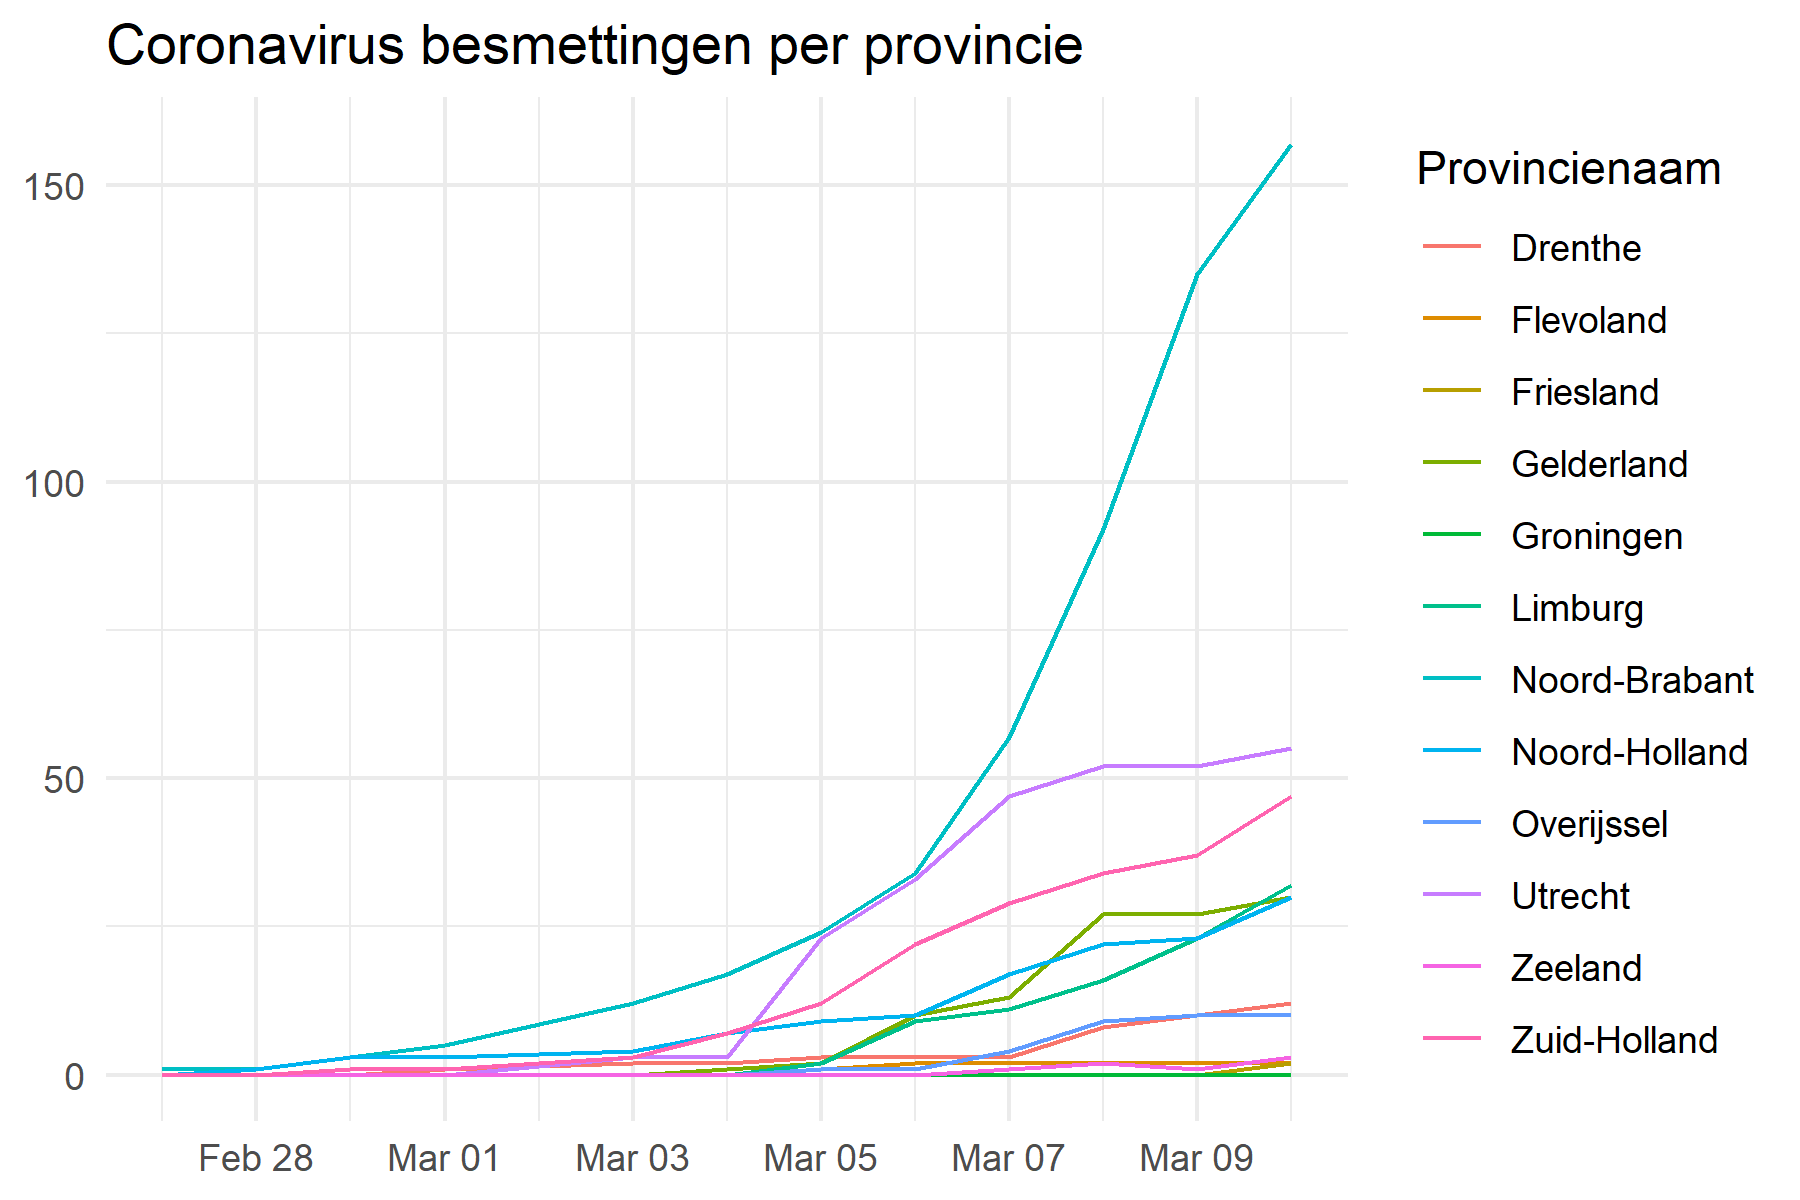 Coronavirus besmettingen per provincie
150
100
50
0
Feb 28
Mar 01
Mar 03
Mar 05
Mar 07
Mar 09
Provincienaam
Drenthe
Flevoland
Friesland
Gelderland
Groningen
Limburg
Noord-Brabant
Noord-Holland
Overijssel
Utrecht
Zeeland
Zuid-Holland